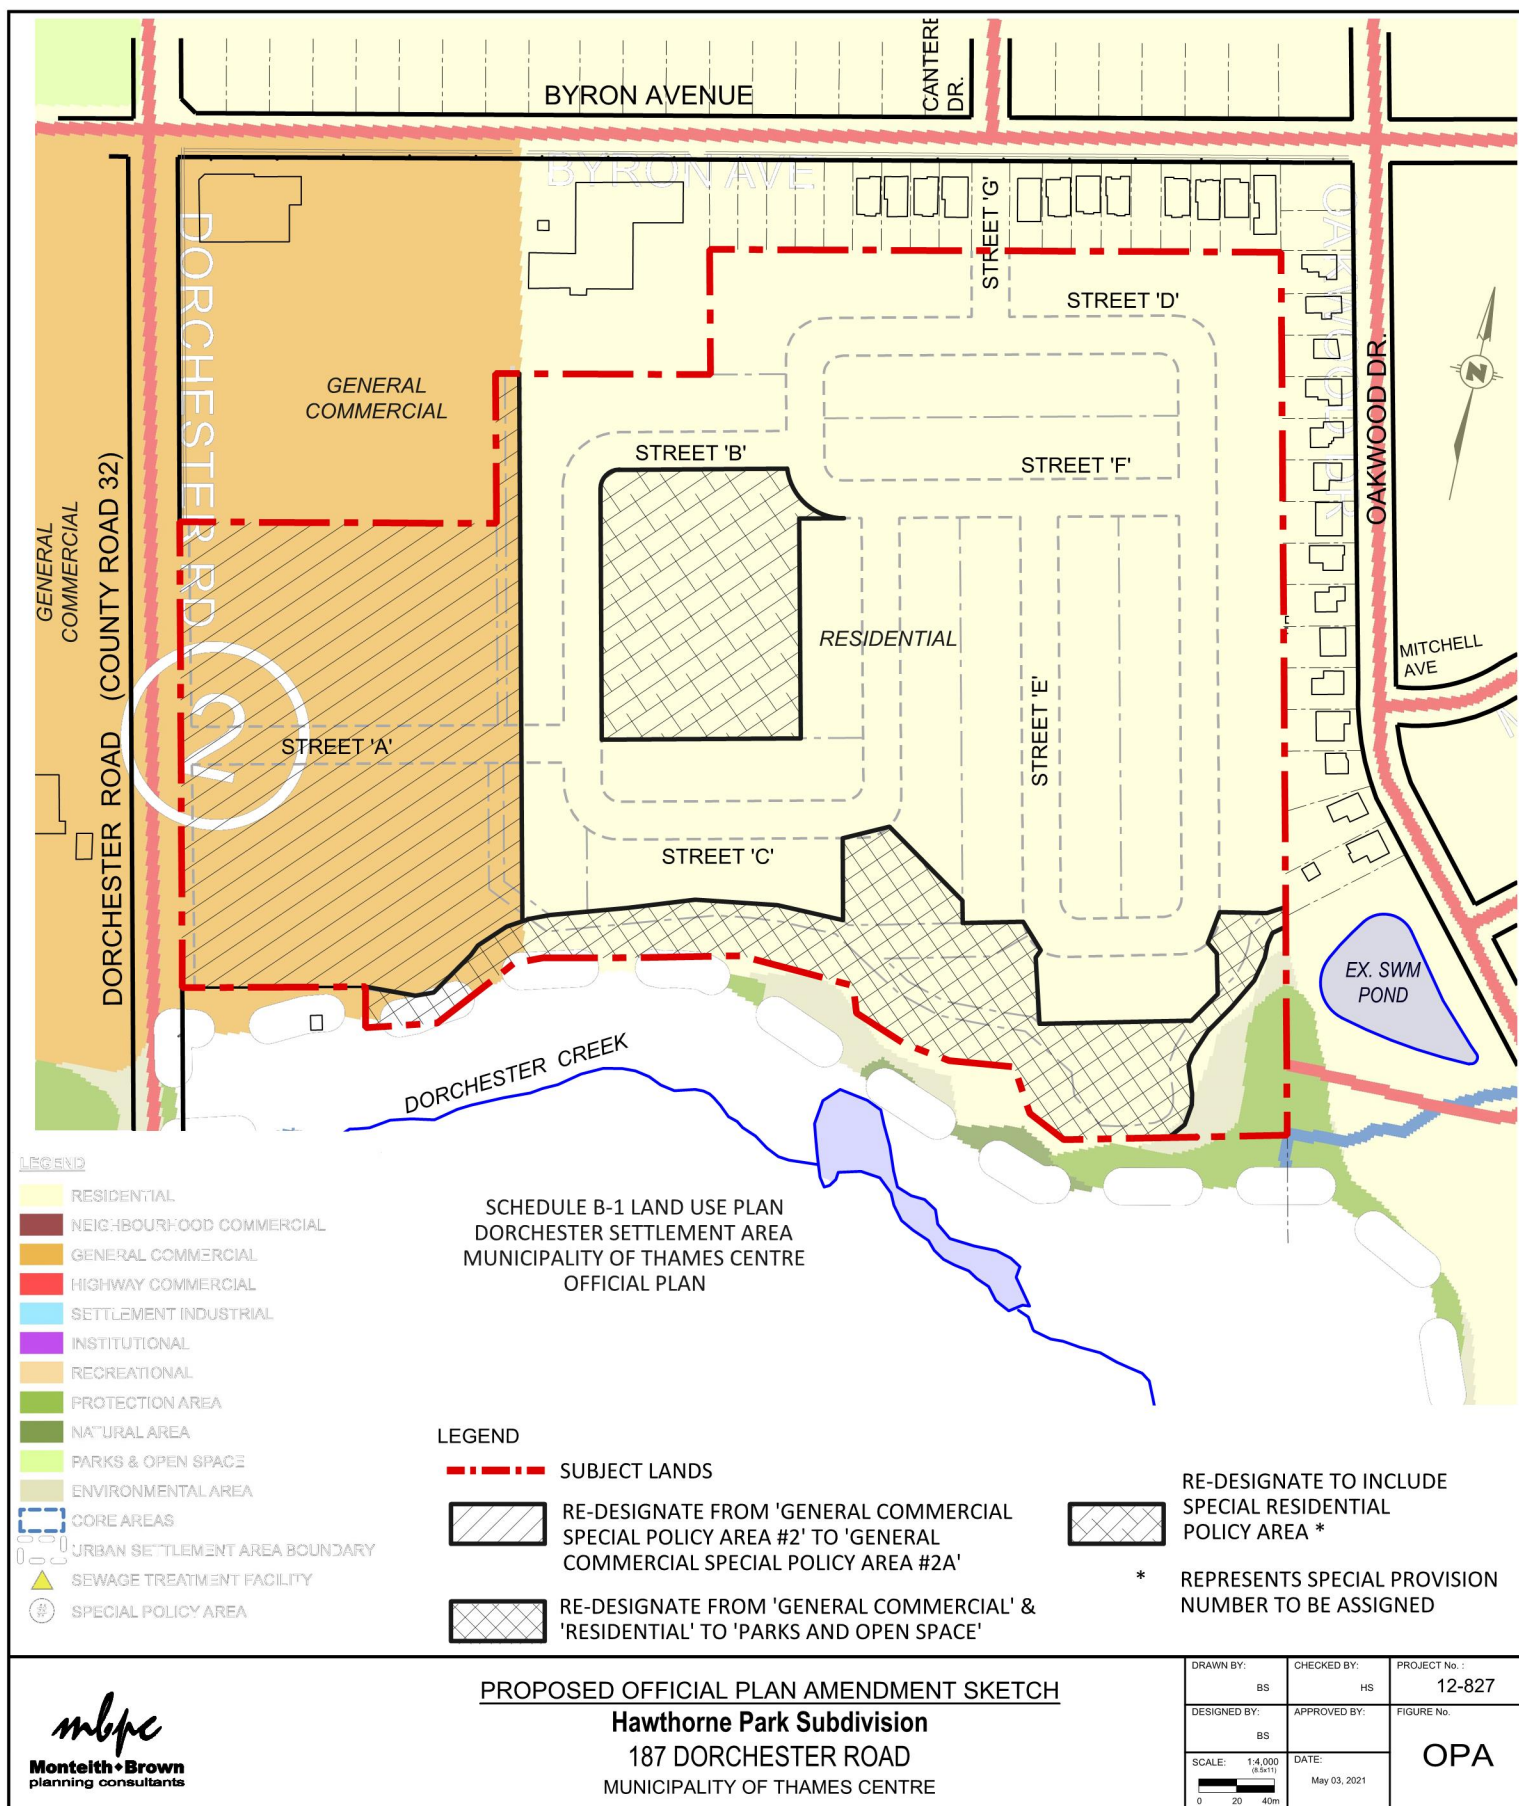 BYRON AVENUE
CANTERE
DR.
BYRON AVE
DORCHESTER RD
OAKWOOD DR
OAKWOOD DR.
STREET 'G'
STREET 'D'
GENERAL
COMMERCIAL
GENERAL
COMMERCIAL
DORCHESTER ROAD (COUNTY ROAD 32)
STREET 'B'
STREET 'F'
RESIDENTIAL
MITCHELL
AVE
M
2
STREET 'A'
STREET 'E'
STREET 'C'
N
EX. SWM
POND
DORCHESTER CREEK
SCHEDULE B-1 LAND USE PLAN
DORCHESTER SETTLEMENT AREA
MUNICIPALITY OF THAMES CENTRE
OFFICIAL PLAN
LEGEND
RESIDENTIAL
NEIGHBOURHOOD COMMERCIAL
GENERAL COMMERCIAL
HIGHWAY COMMERCIAL
SETTLEMENT INDUSTRIAL
INSTITUTIONAL
RECREATIONAL
PROTECTION AREA
NATURAL AREA
PARKS & OPEN SPACE
ENVIRONMENTAL AREA
CORE AREAS
URBAN SETTLEMENT AREA BOUNDARY
SEWAGE TREATMENT FACILITY
# SPECIAL POLICY AREA
LEGEND
SUBJECT LANDS
RE-DESIGNATE FROM 'GENERAL COMMERCIAL
SPECIAL POLICY AREA #2' TO 'GENERAL
COMMERCIAL SPECIAL POLICY AREA #2A'
RE-DESIGNATE FROM 'GENERAL COMMERCIAL' &
'RESIDENTIAL' TO 'PARKS AND OPEN SPACE'
RE-DESIGNATE TO INCLUDE
SPECIAL RESIDENTIAL
POLICY AREA *
* REPRESENTS SPECIAL PROVISION
NUMBER TO BE ASSIGNED
mbpc
Monteith Brown
planning consultants
PROPOSED OFFICIAL PLAN AMENDMENT SKETCH
Hawthorne Park Subdivision
187 DORCHESTER ROAD
MUNICIPALITY OF THAMES CENTRE
DRAWN BY:
BS
CHECKED BY:
HS
PROJECT No. :
12-827
DESIGNED BY:
BS
APPROVED BY:
FIGURE No.
OPA
SCALE: 1:4,000
(8.5x11)
0 20 40m
DATE:
May 03, 2021